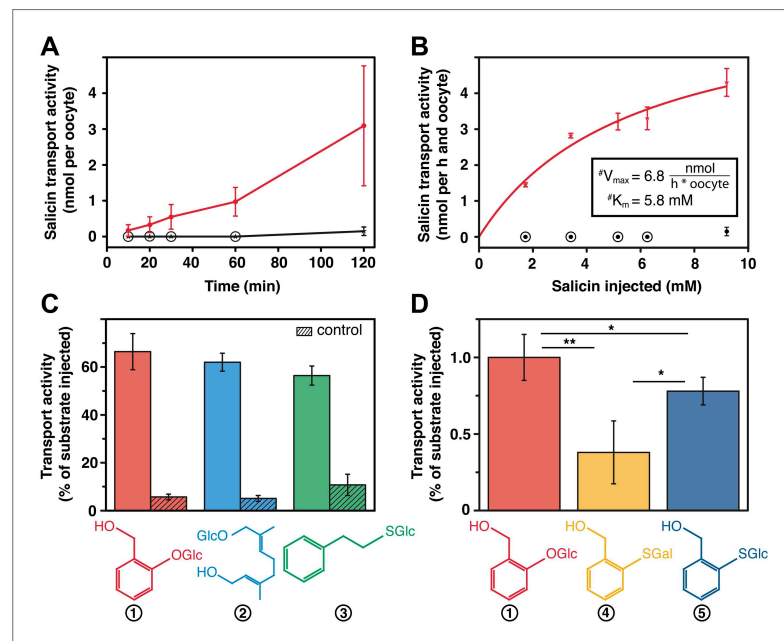 A
Salicin transport activity
(nmol per oocyte)
4
3
2
1
0
0
20
40
60
80
100
120
Time (min)
B
Salicin transport activity
(nmol per h and oocyte)
4
3
2
1
0
#Vmax = 6.8 nmol
h * oocyte
#Km = 5.8 mM
0
2
4
6
8
10
Salicin injected (mM)
C
Transport activity
(% of substrate injected)
60
40
20
10
0
control
HO
OGlc
GlcO
HO
SGlc
①
②
③
D
Transport activity
(% of substrate injected)
1.0
0.5
0
*
**
*
HO
OGlc
HO
SGal
HO
SGlc
①
④
⑤